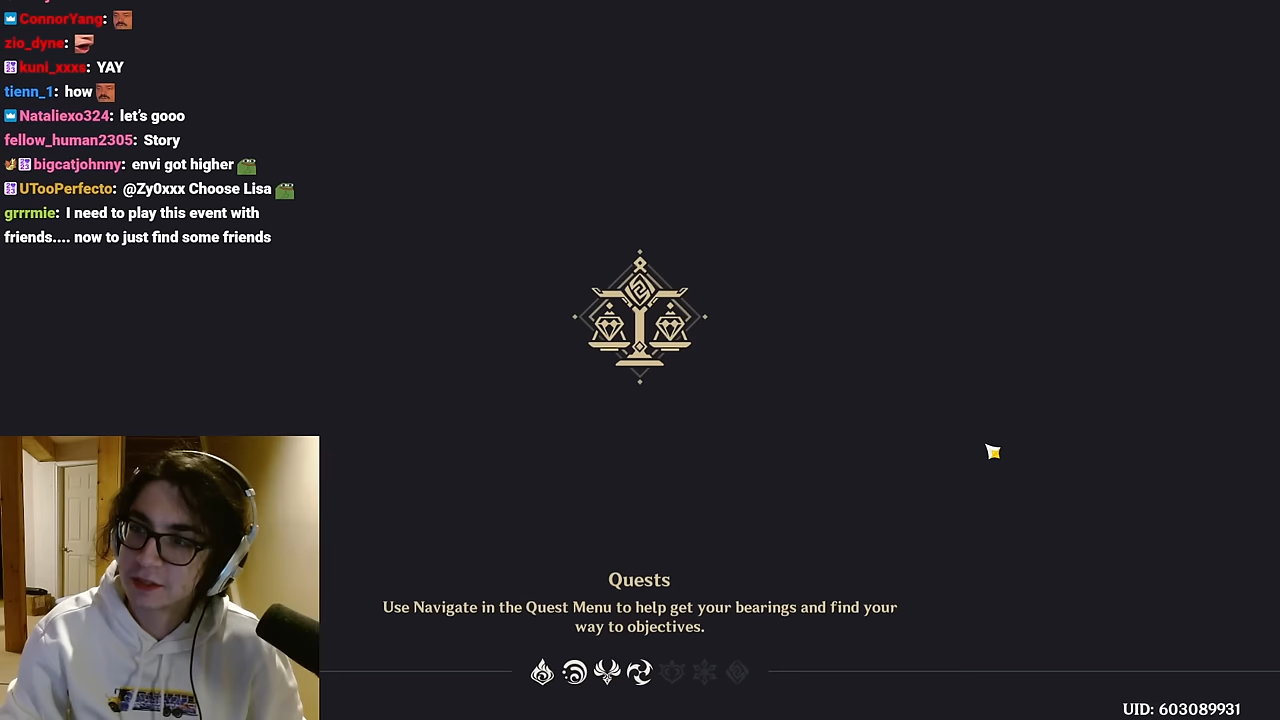 ConnorYang:
zio_dyne:
kuni_xxxs: YAY
tienn_1: how
Nataliexo324: let's gooo
fellow_human2305: Story
bigcatjohnny: envi got higher
UTooPerfecto: @Zy0xxx Choose Lisa
grrrmie: I need to play this event with
friends.... now to just find some friends
Quests
Use Navigate in the Quest Menu to help get your bearings and find your
way to objectives.
UID: 603089931